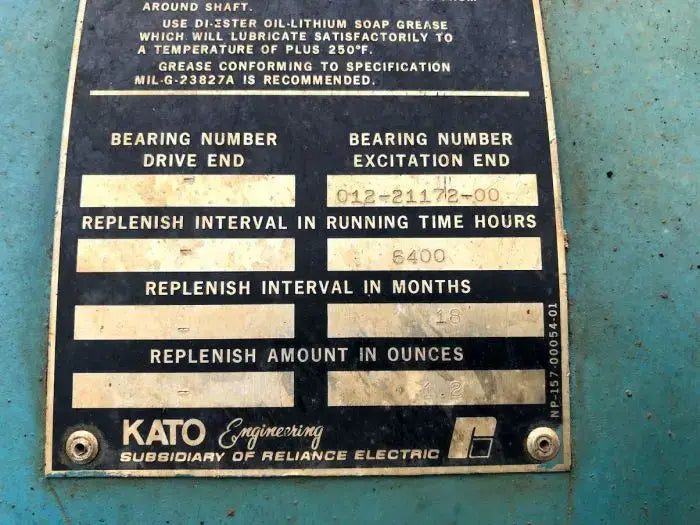 AROUND SHAFT.
USE DI-ESTER OIL-LITHIUM SOAP GREASE
WHICH WILL LUBRICATE SATISFACTORILY TO
A TEMPERATURE OF PLUS 250°F.
GREASE CONFORMING TO SPECIFICATION
MIL-G-23827A IS RECOMMENDED.
BEARING NUMBER DRIVE END
BEARING NUMBER EXCITATION END
- 012-21172-00
REPLENISH INTERVAL IN RUNNING TIME HOURS
- 6400
REPLENISH INTERVAL IN MONTHS
- 18
REPLENISH AMOUNT IN OUNCES
- 1.2
KATO Engineering
SUBSIDIARY OF RELIANCE ELECTRIC
NP-157-00054-01